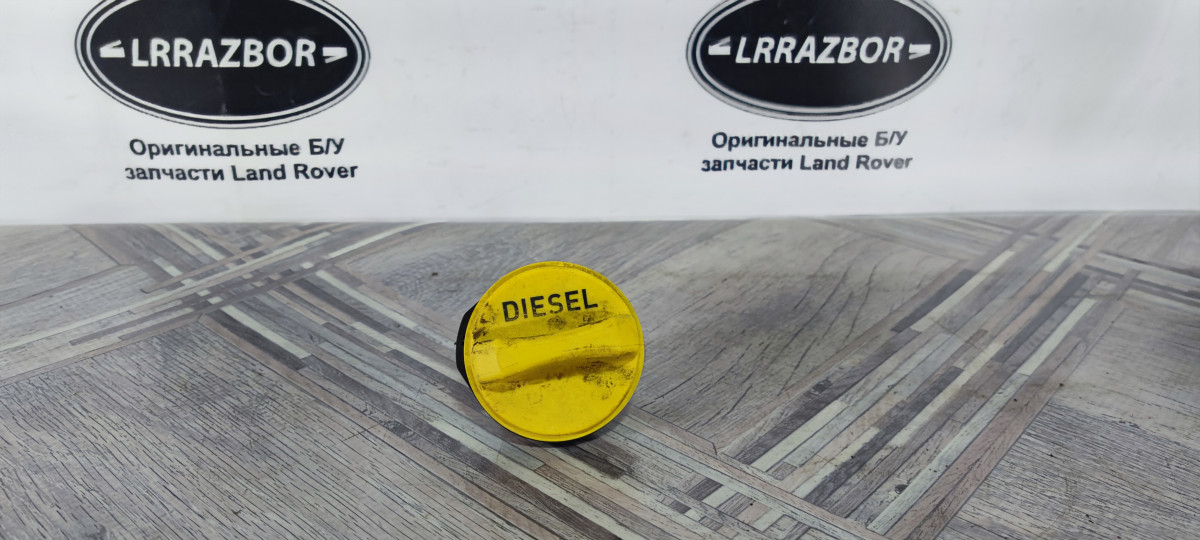 LRRAZBOR
Оригинальные Б/У
запчасти Land Rover
LRRAZBOR
Оригинальные Б/У
запчасти Land Rover
DIESEL